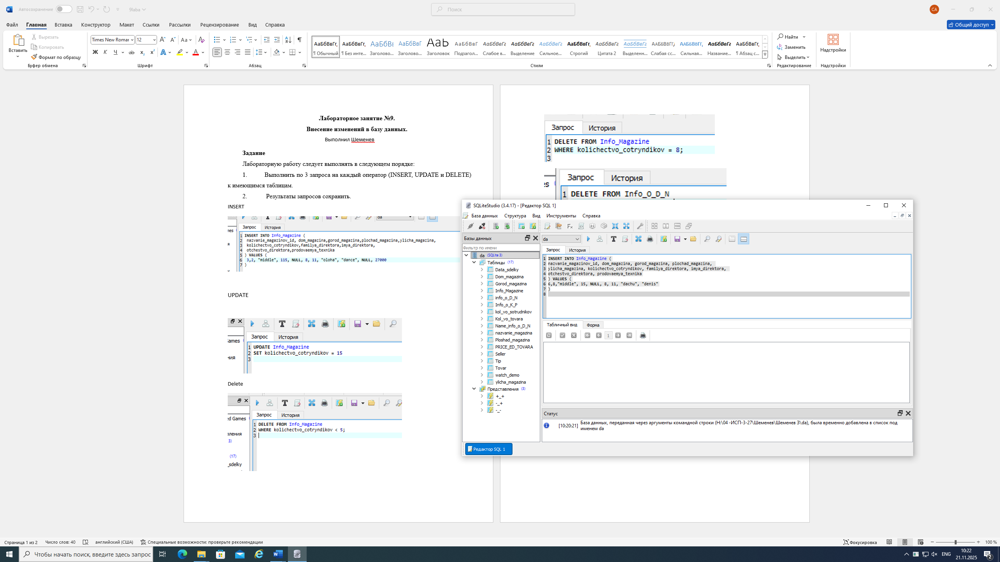 Автосохранение
9laba
Поиск
СА
Файл
Главная
Вставка
Конструктор
Макет
Ссылки
Рассылки
Рецензирование
Вид
Справка
Общий доступ
Вставить
Вырезать
Копировать
Формат по образцу
Буфер обмена
Times New Roman
12
Шрифт
Абзац
АаБбВвГг, АаБбВвГг, АаБбВ АаБбВвГ АаЬ АаБбВвГ АаБбВвГг АаБбВвГг АаБбВвГг АаБбВвГг, АаБбВвГг АаБбВвГг АаБбВвГг АаБбВвГг, АаБбВвГг АаБбВвГг,
¶ Обычный ¶ Без инте... Заголово... Заголово... Заголовок Подзагол... Слабое в... Выделение Сильное... Строгий Цитата 2 Выделенн... Слабая сс... Сильная... Название... ¶ Абзац с...
Стили
Найти
Заменить
Выделить
Редактирование
Надстройки
Надстройки
Лабораторное занятие №9.
Внесение изменений в базу данных.
Выполнил Шеменев
Задание
Лабораторную работу следует выполнять в следующем порядке:
1. Выполнить по 3 запроса на каждый оператор (INSERT, UPDATE и DELETE)
к имеющимся таблицам.
2. Результаты запросов сохранить.
INSERT
da
Запрос История
1 INSERT INTO Info_Magazine (
2 nazvanie_magazinov_id, dom_magazina,gorod_magazina,plochad_magazina,ylicha_magazina,
3 kolichectvo_cotryndikov,familya_direktora,imya_direktora,
4 otchestvo_direktora,prodovaemya_texnika
5 ) VALUES (
6 3,2, "middle", 115, NULL, 8, 11, "oloha", "dance", NULL, 27000
7 )
UPDATE
Запрос История
Games
ния
1 UPDATE Info_Magazine
2 SET kolichectvo_cotryndikov = 15
3
Delete
Запрос История
ed Games
вления
3)
(17)
_sdelky
1 DELETE FROM Info_Magazine
2 WHERE kolichectvo_cotryndikov < 5;
3
Запрос История
1 DELETE FROM Info_Magazine
2 WHERE kolichectvo_cotryndikov = 8;
3
Запрос История
es
1 DELETE FROM Info_O_D_N
SQLiteStudio (3.4.17) - [Редактор SQL 1]
База данных Структура Вид Инструменты Справка
Базы данных
Фильтр по имени
da (SQLite 3)
Таблицы (17)
Data_sdelky
Dom_magazina
Gorod_magazina
Info_Magazine
info_o_D_N
Info_o_K_P
kol_vo_sotrudnikov
Kol_vo_tovara
Name_info_o_D_N
nazvanie_magazina
Ploshad_magazina
PRICE_ED_TOVARA
Seller
Tip
Tovar
watch_demo
ylicha_magazina
Представления (3)
+_+
-_+
-_-
da
Запрос История
1 INSERT INTO Info_Magazine (
2 nazvanie_magazinov_id, dom_magazina, gorod_magazina, plochad_magazina,
3 ylicha_magazina, kolichectvo_cotryndikov, familya_direktora, imya_direktora,
4 otchestvo_direktora, prodovaemya_texnika
5 ) VALUES (
6 6,8,"middle", 15, NULL, 8, 11, "dachu", "denis"
7 )
8
Табличный вид Форма
1
Статус
[10:20:21] База данных, переданная через аргументы командной строки (H:\04 -ИСП-3-27\Шеменев\Шеменев 3\da), была временно добавлена в список под
именем da
Редактор SQL 1
Страница 1 из 2
Число слов: 40
английский (США)
Специальные возможности: проверьте рекомендации
Фокусировка
100 %
Чтобы начать поиск, введите здесь запрос
ENG
10:22
21.11.2025
2